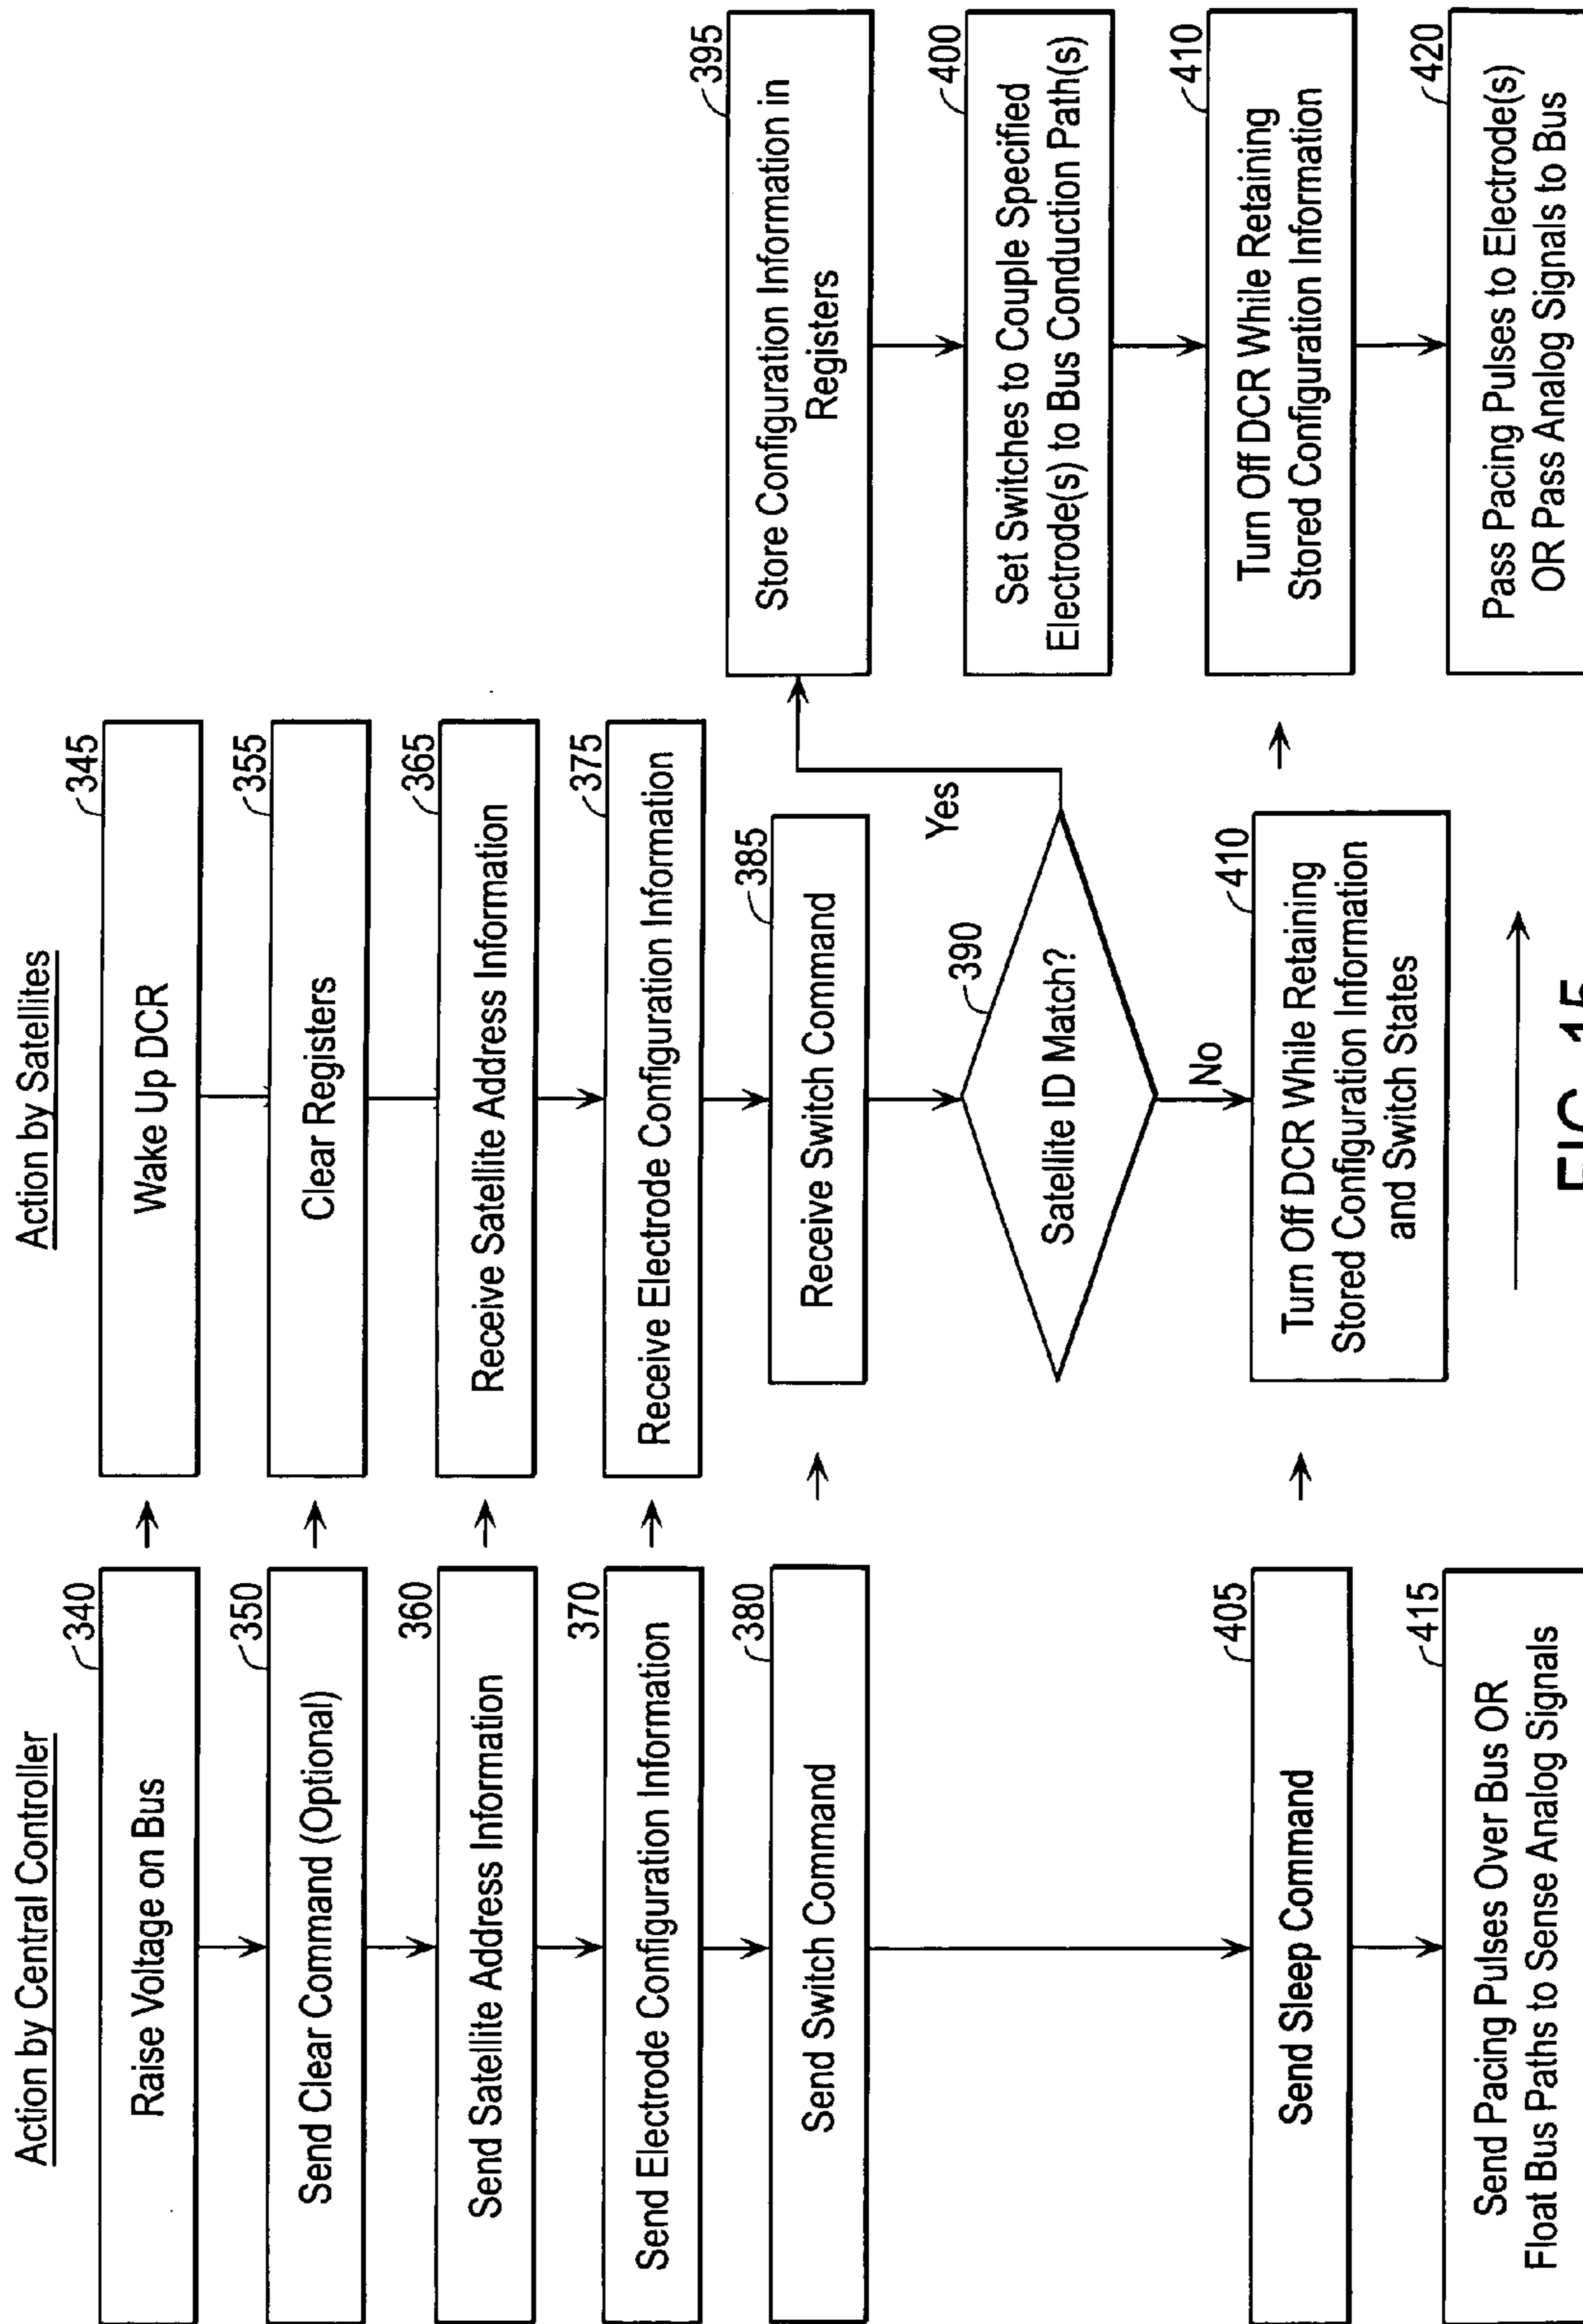 Action by Central Controller
340
Raise Voltage on Bus
350
Send Clear Command (Optional)
360
Send Satellite Address Information
370
Send Electrode Configuration Information
380
Send Switch Command
405
Send Sleep Command
415
Send Pacing Pulses Over Bus OR
Float Bus Paths to Sense Analog Signals
Action by Satellites
345
Wake Up DCR
355
Clear Registers
365
Receive Satellite Address Information
375
Receive Electrode Configuration Information
385
Receive Switch Command
390
Satellite ID Match?
Yes
No
410
Turn Off DCR While Retaining
Stored Configuration Information
and Switch States
395
Store Configuration Information in
Registers
400
Set Switches to Couple Specified
Electrode(s) to Bus Conduction Path(s)
410
Turn Off DCR While Retaining
Stored Configuration Information
420
Pass Pacing Pulses to Electrode(s)
OR Pass Analog Signals to Bus